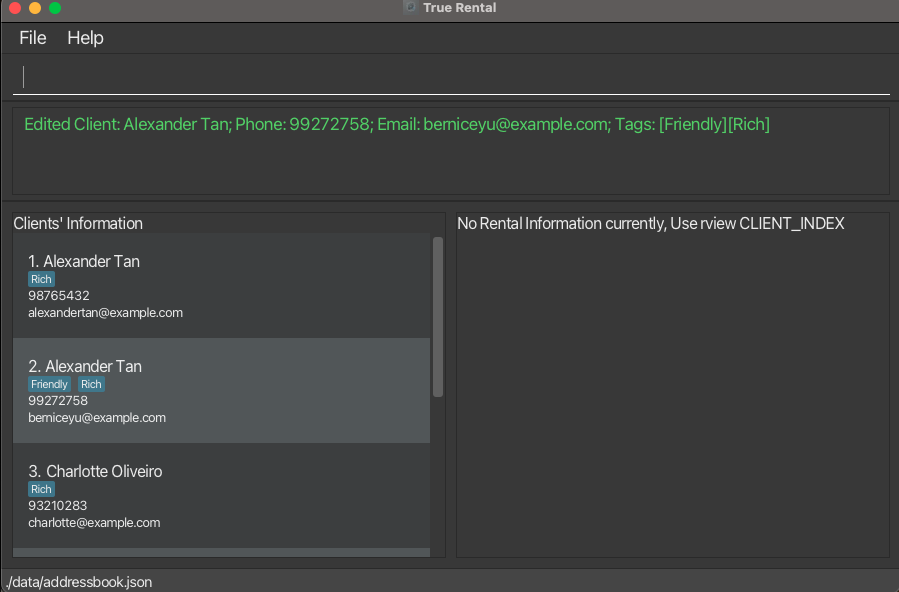 True Rental
File Help
Edited Client: Alexander Tan; Phone: 99272758; Email: berniceyu@example.com; Tags: [Friendly][Rich]
Clients' Information
1. Alexander Tan
Rich
98765432
alexandertan@example.com
2. Alexander Tan
Friendly Rich
99272758
berniceyu@example.com
3. Charlotte Oliveiro
Rich
93210283
charlotte@example.com
No Rental Information currently, Use rview CLIENT_INDEX
./data/addressbook.json